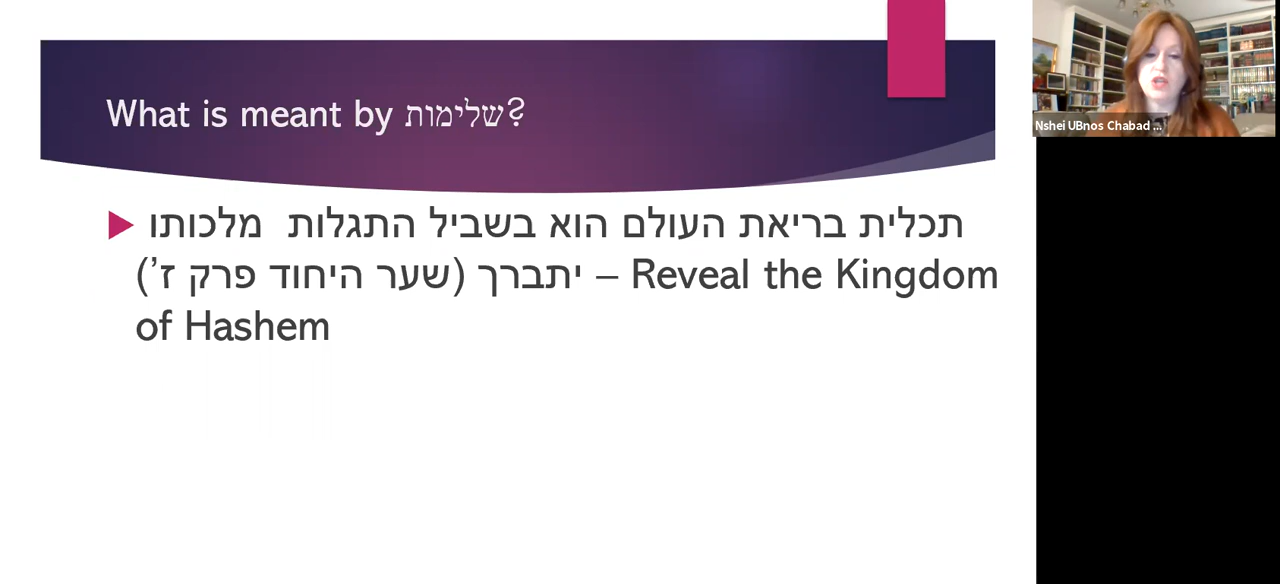 What is meant by שלימות?
תכלית בריאת העולם הוא בשביל התגלות מלכותו
יתברך (שער היחוד פרק ז') – Reveal the Kingdom
of Hashem
Nshei UBnos Chabad ...